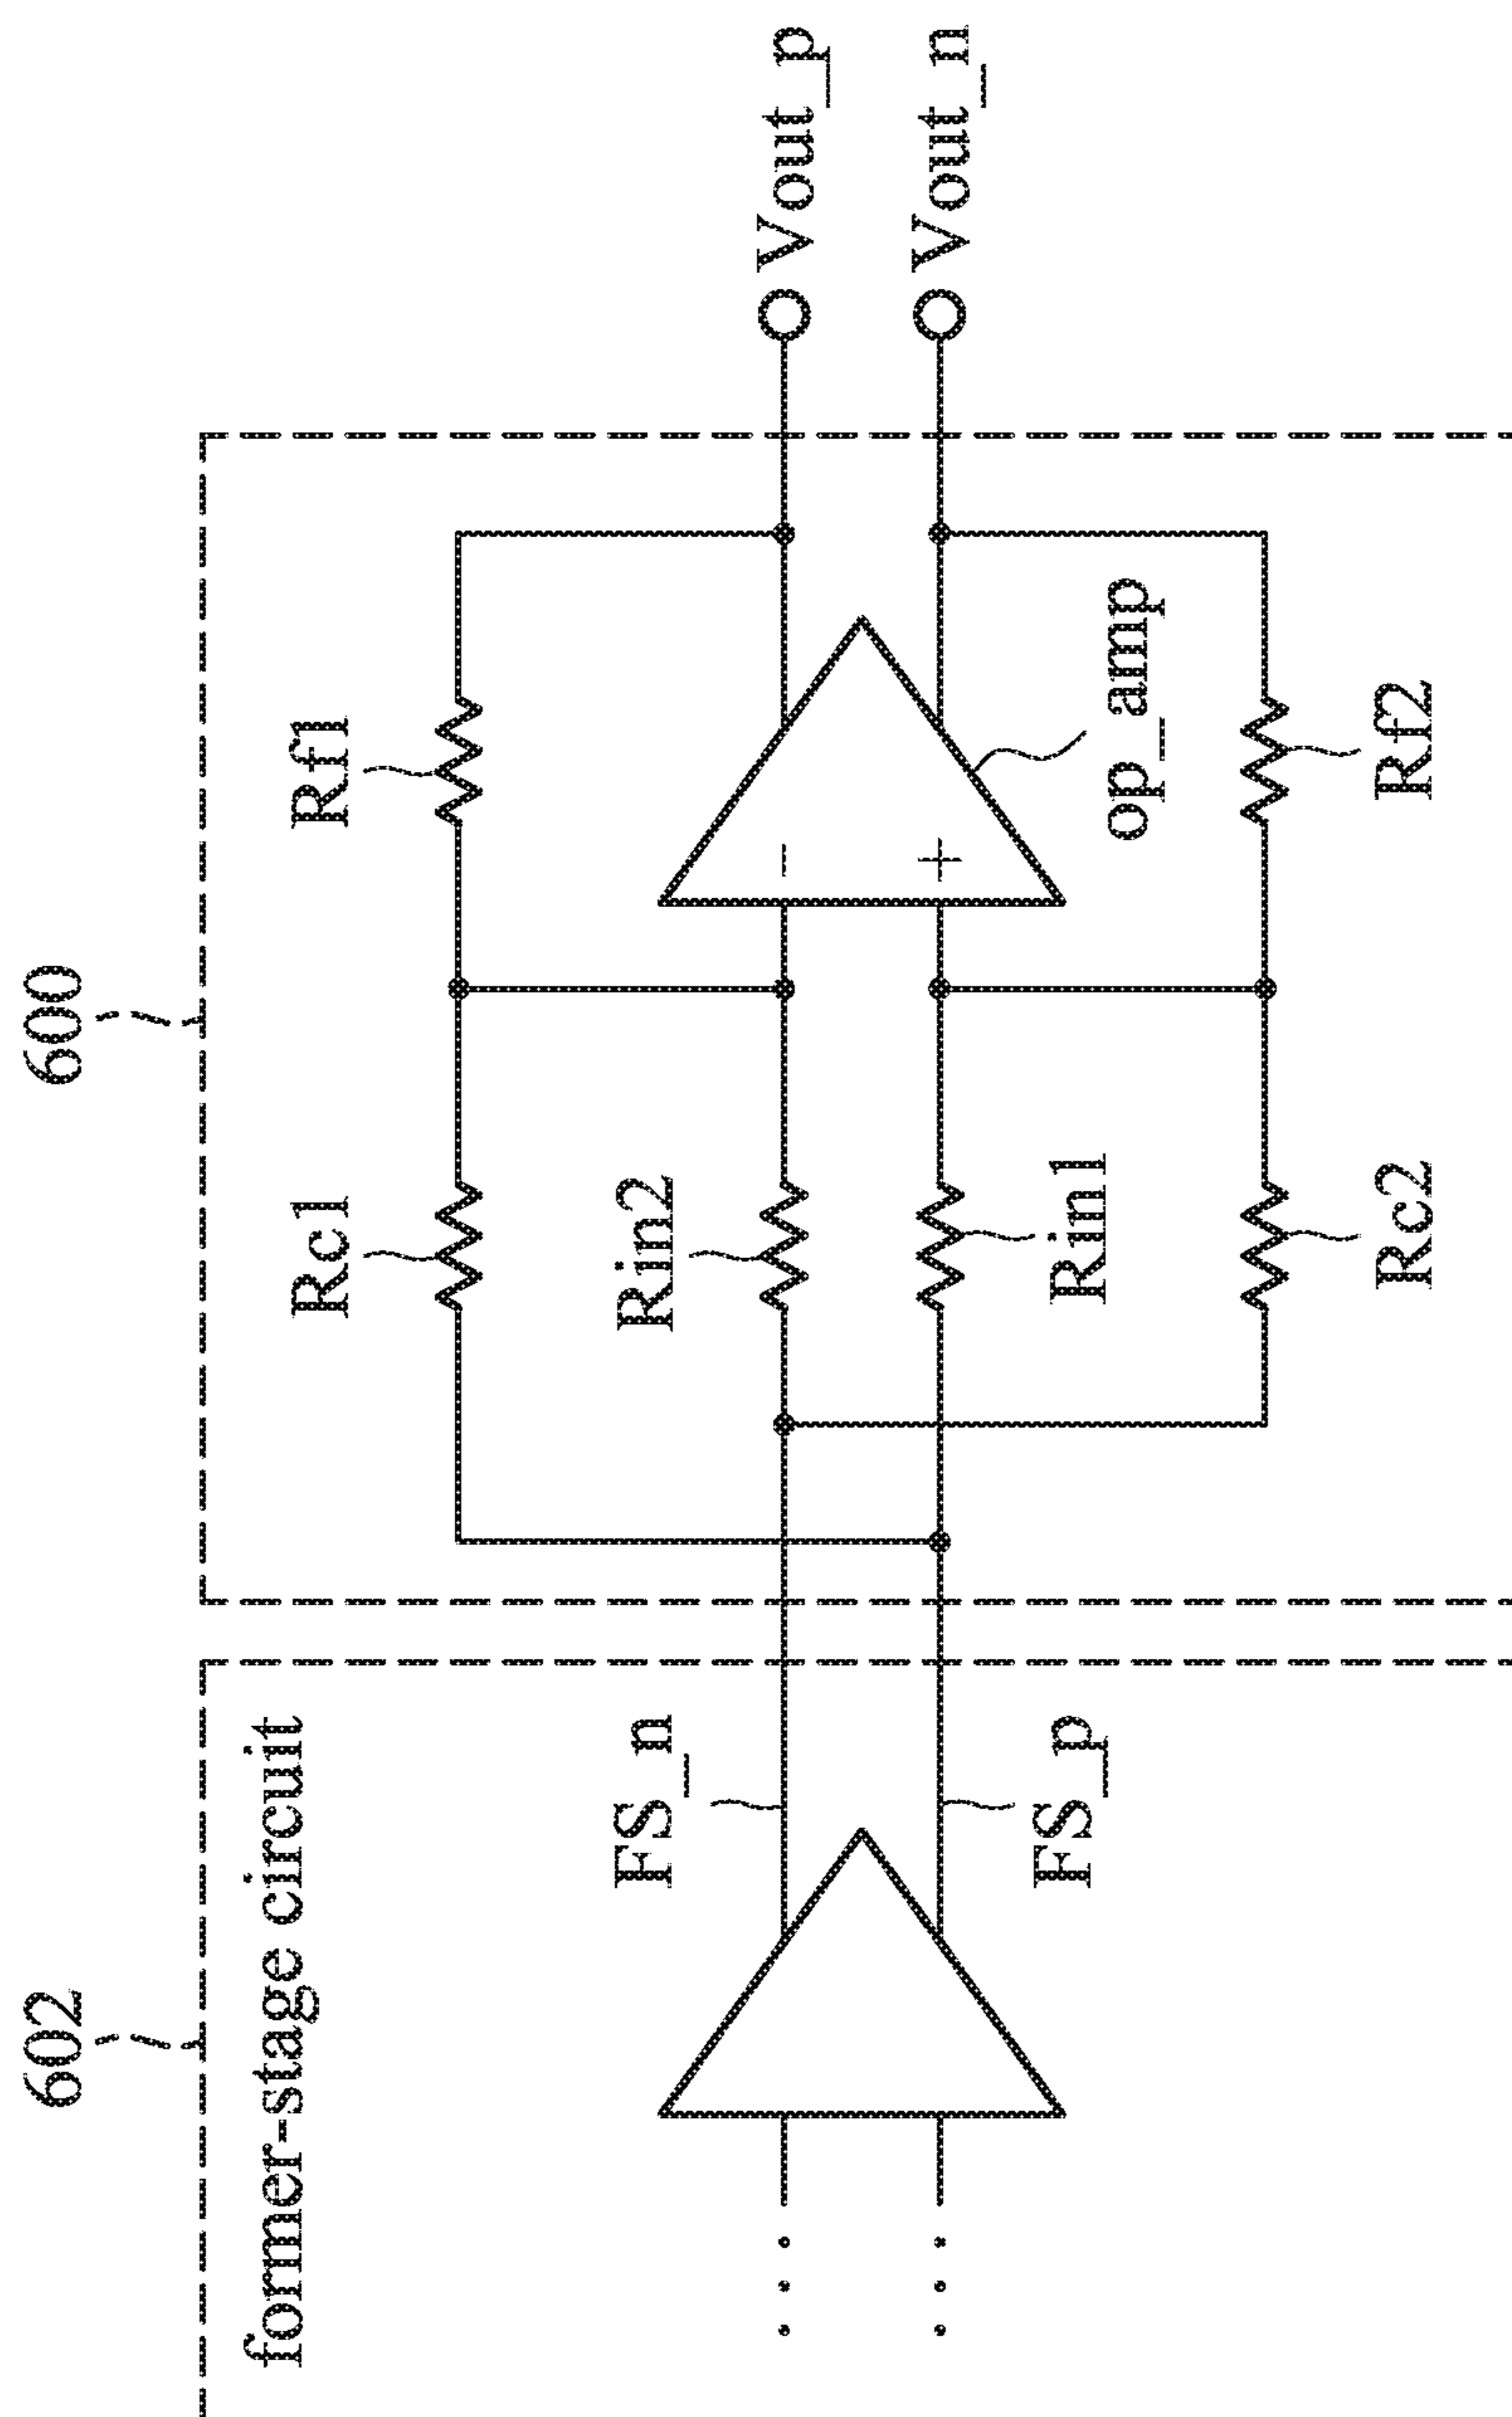 602
600
former-stage circuit
Rc1
Rf1
FS_n
Rin2
−
Vout_p
FS_p
Rin1
+
Vout_n
op_amp
Rc2
Rf2